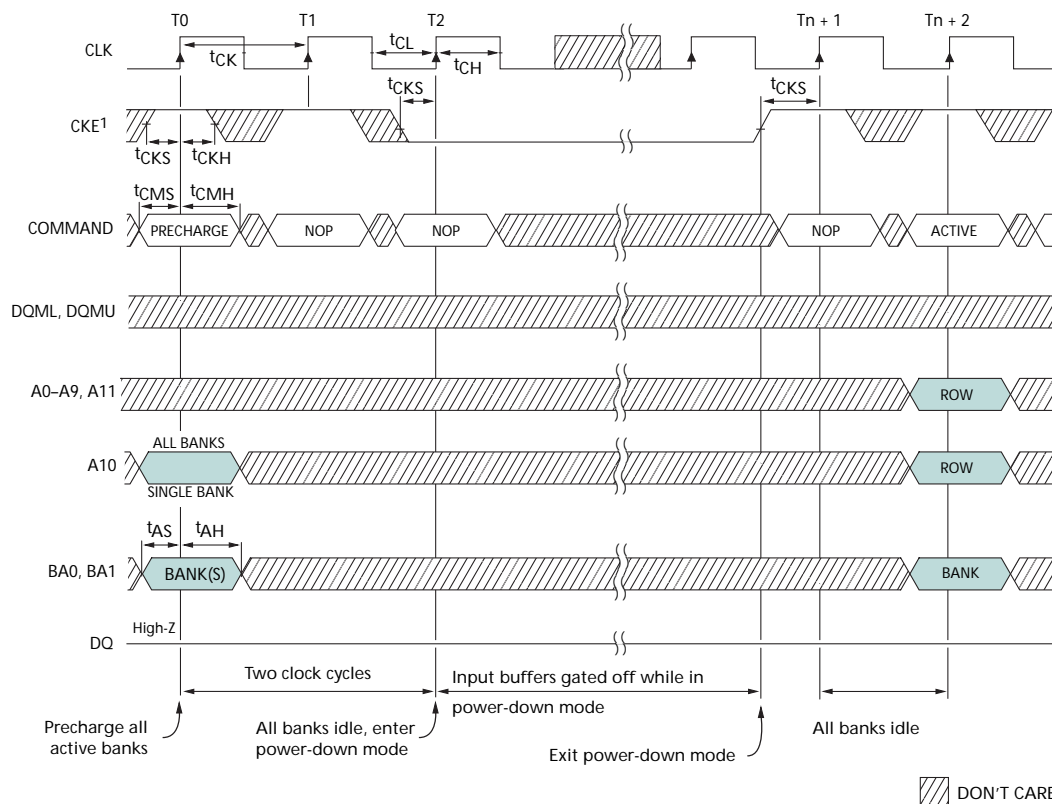 T0 T1 T2 Tn + 1 Tn + 2
CLK
tCK
tCL
tCH
tCKS
tCKS
CKE1
tCKS tCKH
tCMS tCMH
COMMAND PRECHARGE NOP NOP NOP ACTIVE
DQML, DQMU
A0–A9, A11 ROW
ALL BANKS
A10 ROW
SINGLE BANK
tAS tAH
BA0, BA1 BANK(S) BANK
High-Z
DQ
Two clock cycles
Input buffers gated off while in
power-down mode
Precharge all
active banks
All banks idle, enter
power-down mode
Exit power-down mode
All banks idle
DON'T CARE